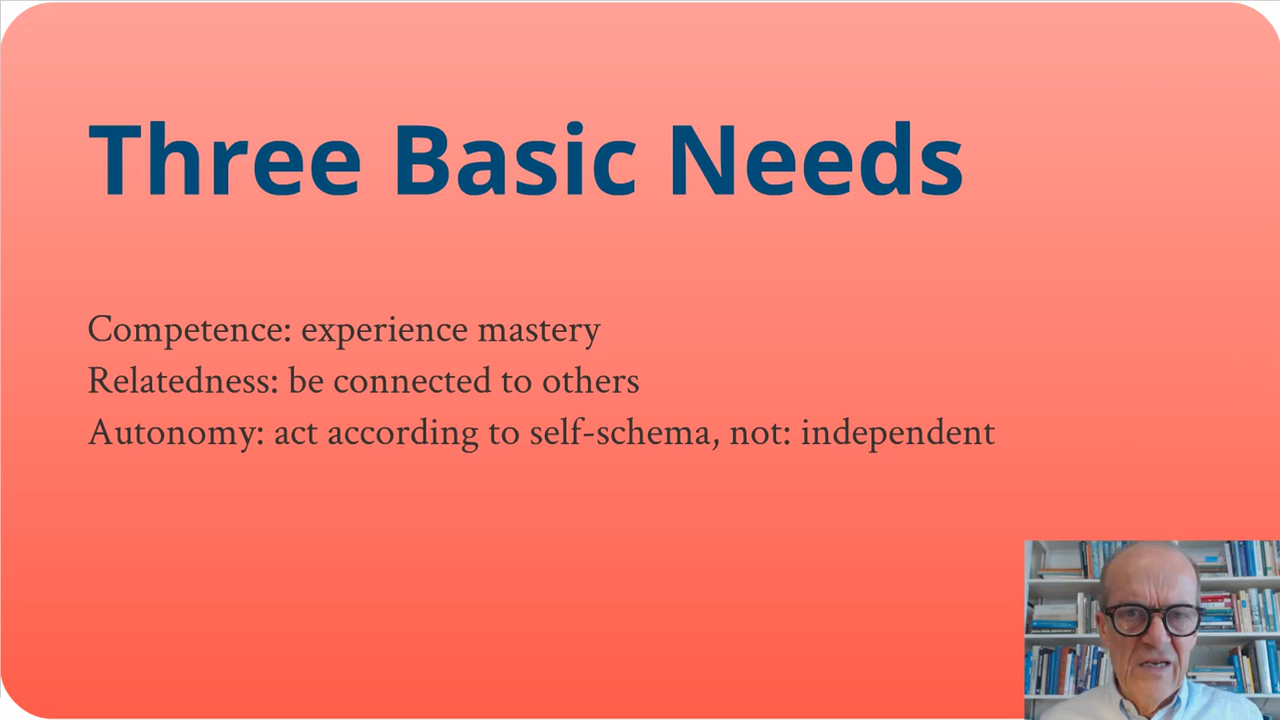 Three Basic Needs
Competence: experience mastery
Relatedness: be connected to others
Autonomy: act according to self-schema, not: independent